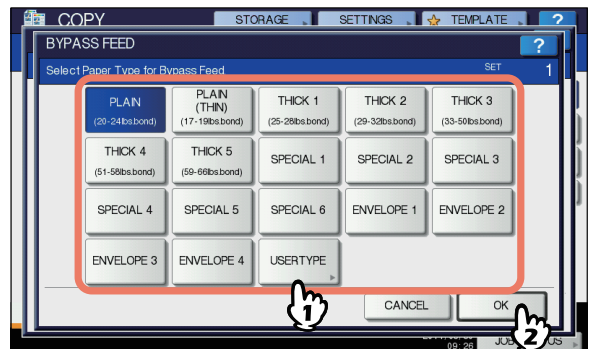 COPY STORAGE SETTINGS TEMPLATE ?
BYPASS FEED ?
Select Paper Type for Bypass Feed SET 1
PLAIN
(20-24lbs.bond)
PLAIN
(THIN)
(17-19lbs.bond)
THICK 1
(25-28lbs.bond)
THICK 2
(29-32lbs.bond)
THICK 3
(33-50lbs.bond)
THICK 4
(51-58lbs.bond)
THICK 5
(59-66lbs.bond)
SPECIAL 1
SPECIAL 2
SPECIAL 3
SPECIAL 4
SPECIAL 5
SPECIAL 6
ENVELOPE 1
ENVELOPE 2
ENVELOPE 3
ENVELOPE 4
USERTYPE
1
CANCEL
OK
2
09:26